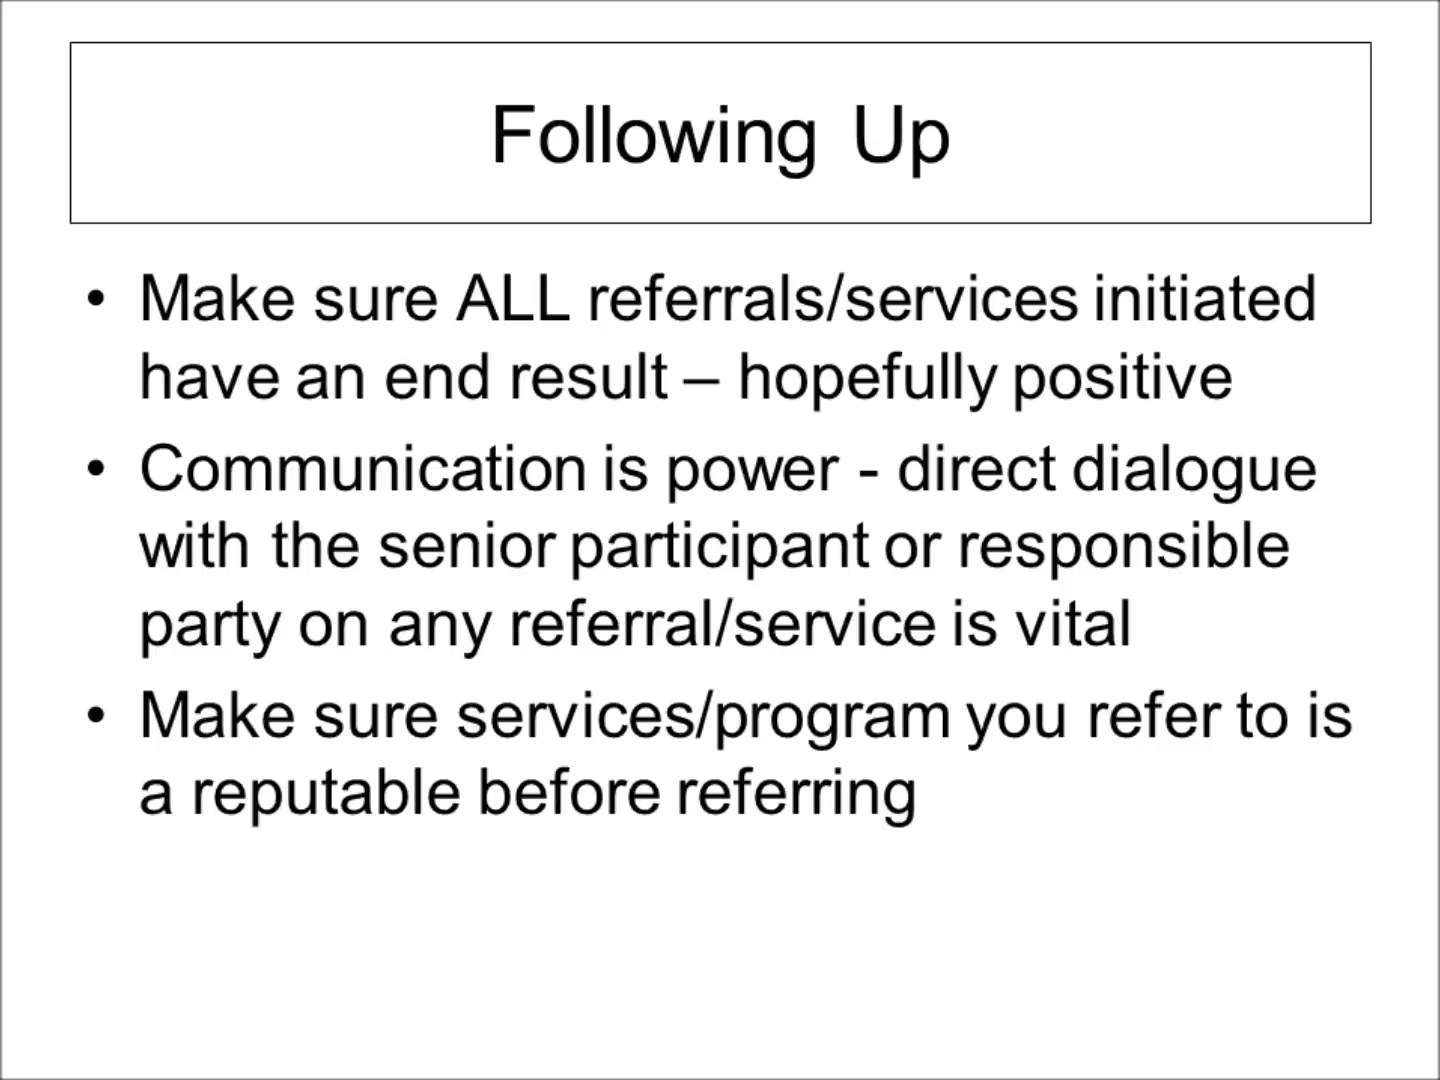 Following Up
• Make sure ALL referrals/services initiated
have an end result – hopefully positive
• Communication is power - direct dialogue
with the senior participant or responsible
party on any referral/service is vital
• Make sure services/program you refer to is
a reputable before referring